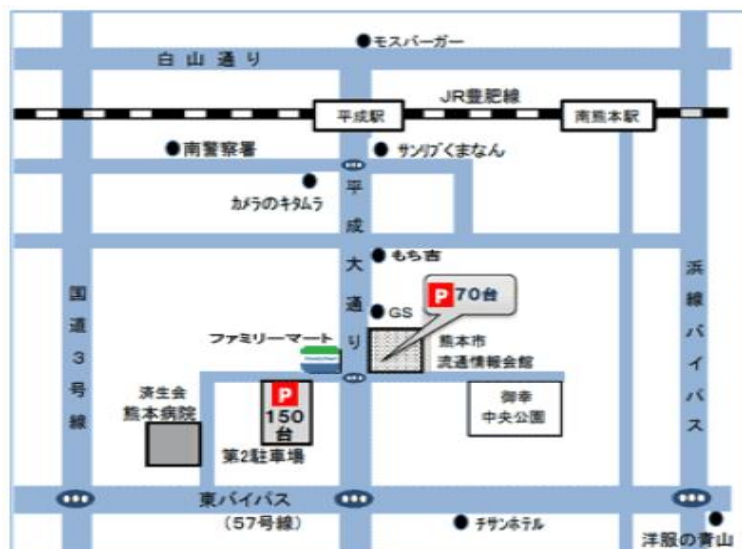 モスバーガー
白山通り
JR豊肥線
平成駅
南熊本駅
南警察署
サンリブくまなん
カメラのキタムラ
平成大通り
もち吉
国道3号線
浜線バイパス
P 70台
GS
ファミリーマート
熊本市
流通情報会館
済生会
熊本病院
P
150
台
第2駐車場
御幸
中央公園
東バイパス
(57号線)
チサンホテル
洋服の青山